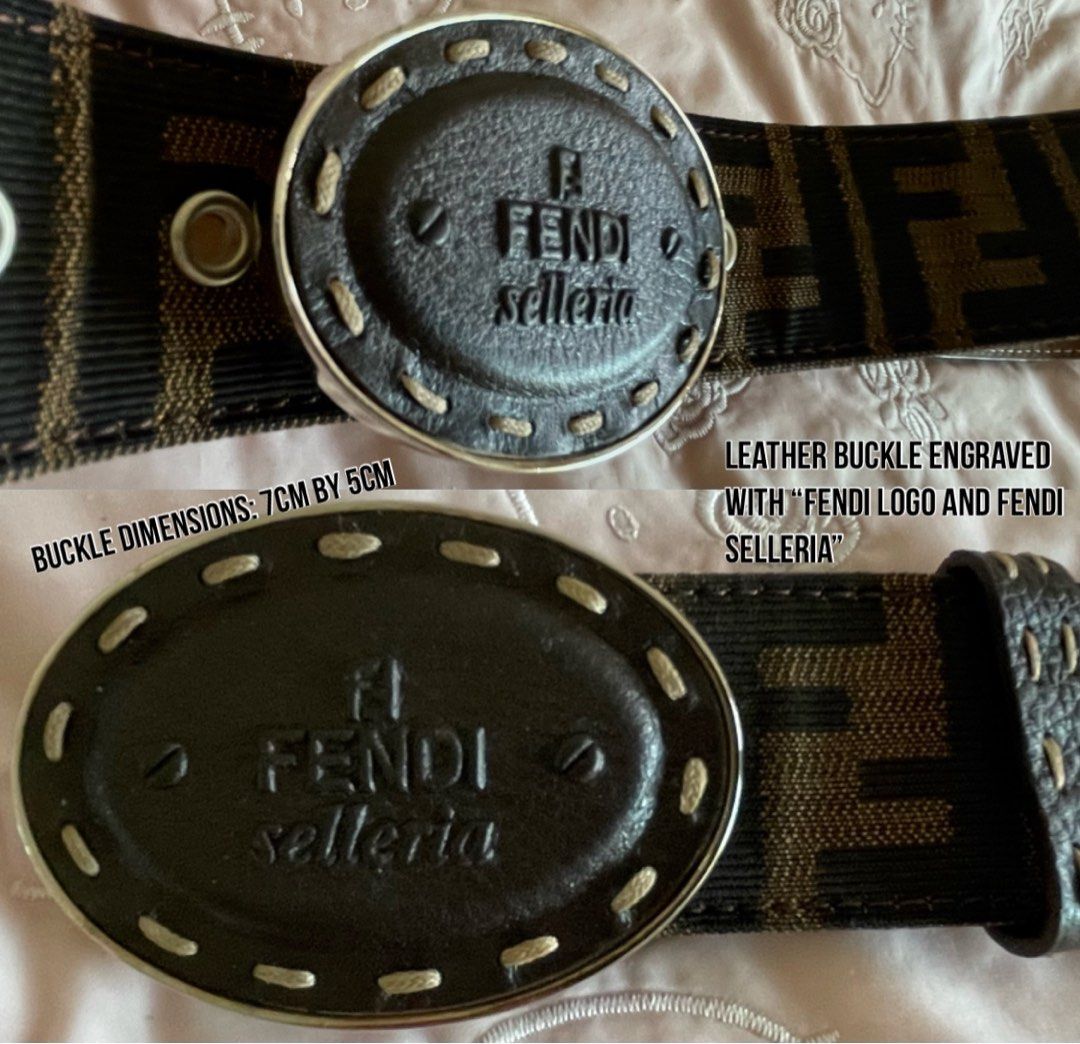 FENDI
selleria
LEATHER BUCKLE ENGRAVED
WITH “FENDI LOGO AND FENDI
SELLERIA”
BUCKLE DIMENSIONS: 7CM BY 5CM
FENDI
selleria